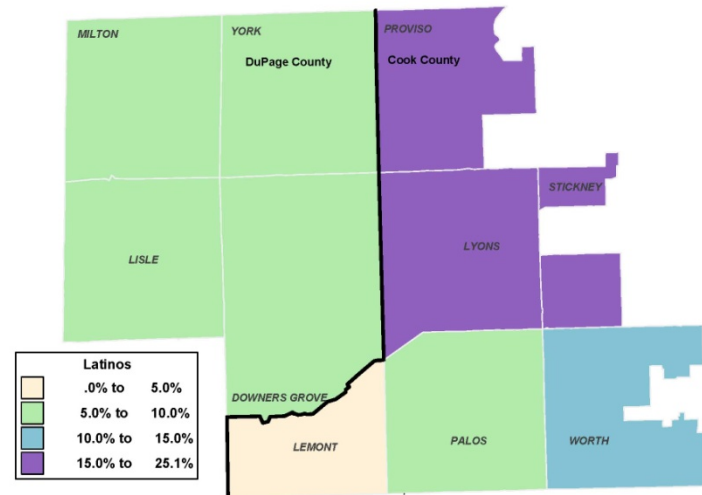 MILTON
YORK
PROVISO
DuPage County
Cook County
STICKNEY
LYONS
LISLE
Latinos
.0% to 5.0%
5.0% to 10.0%
10.0% to 15.0%
15.0% to 25.1%
DOWNERS GROVE
LEMONT
PALOS
WORTH